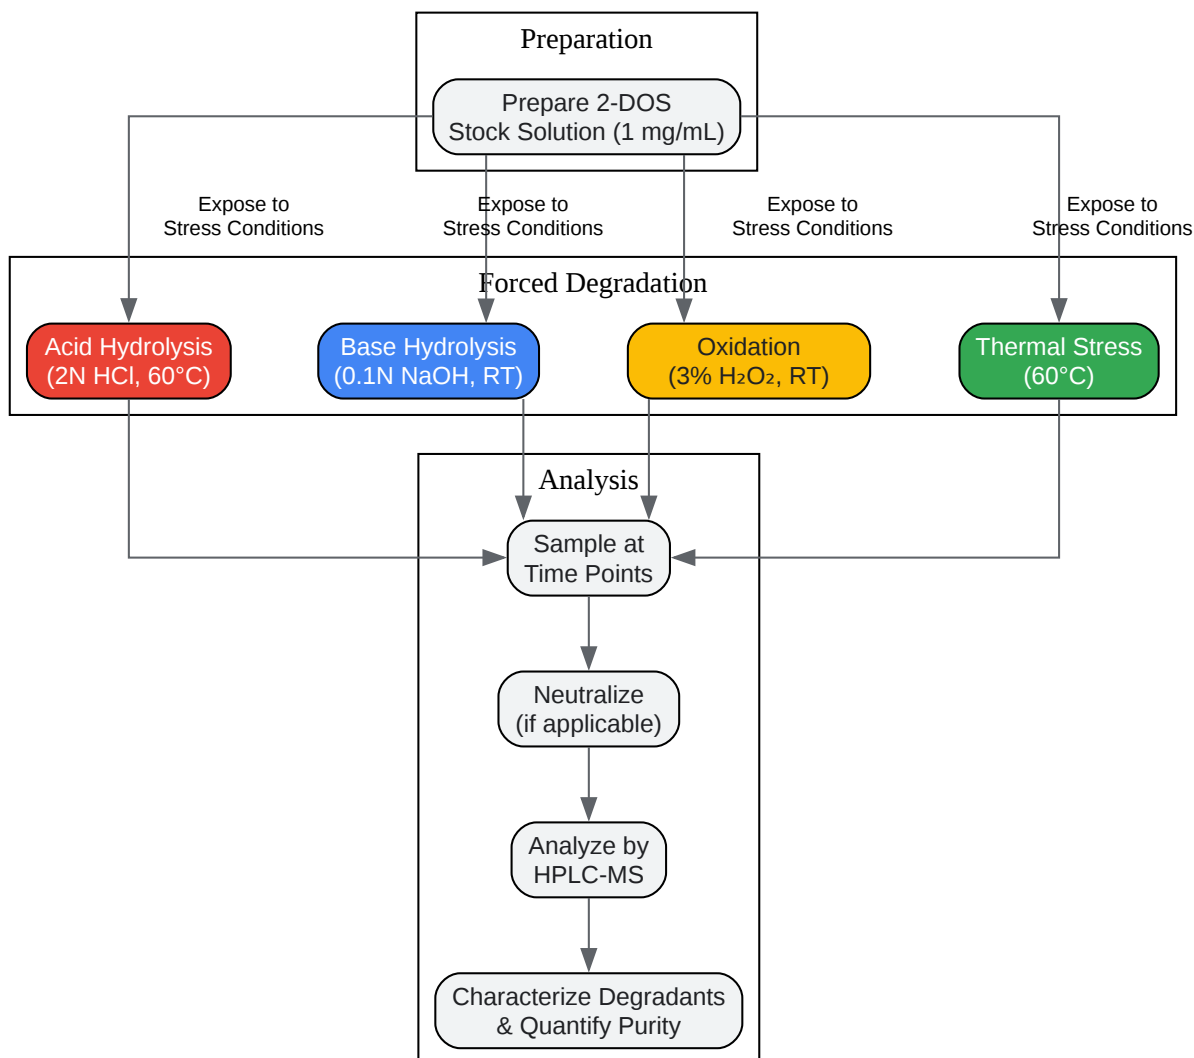 Preparation
Prepare 2-DOS
Stock Solution (1 mg/mL)
Expose to
Stress Conditions
Expose to
Stress Conditions
Expose to
Stress Conditions
Expose to
Stress Conditions
Forced Degradation
Acid Hydrolysis
(2N HCl, 60°C)
Base Hydrolysis
(0.1N NaOH, RT)
Oxidation
(3% H₂O₂, RT)
Thermal Stress
(60°C)
Analysis
Sample at
Time Points
Neutralize
(if applicable)
Analyze by
HPLC-MS
Characterize Degradants
& Quantify Purity